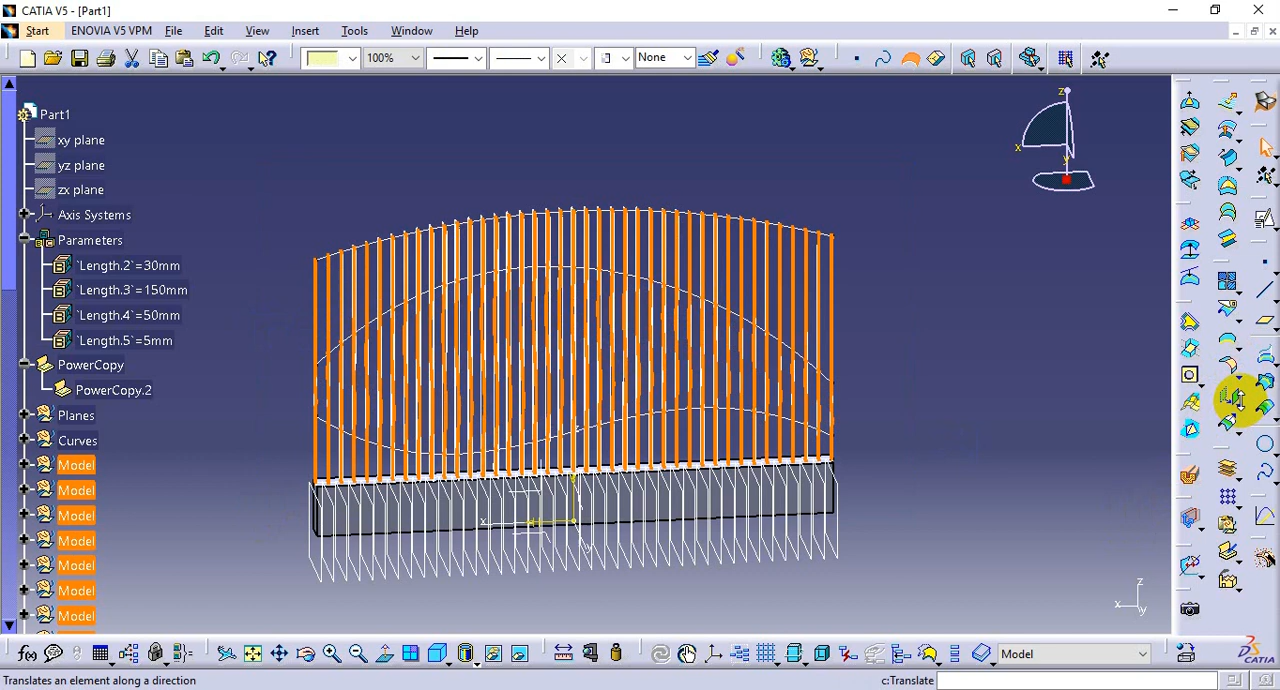 CATIA V5 - [Part1]
Start ENOVIA V5 VPM File Edit View Insert Tools Window Help
100% None
z
x
y
Part1
xy plane
yz plane
zx plane
Axis Systems
Parameters
`Length.2`=30mm
`Length.3`=150mm
`Length.4`=50mm
`Length.5`=5mm
PowerCopy
PowerCopy.2
Planes
Curves
Model
Model
Model
Model
Model
Model
Model
z
x
y
f(x) Model
CATIA
Translates an element along a direction c:Translate